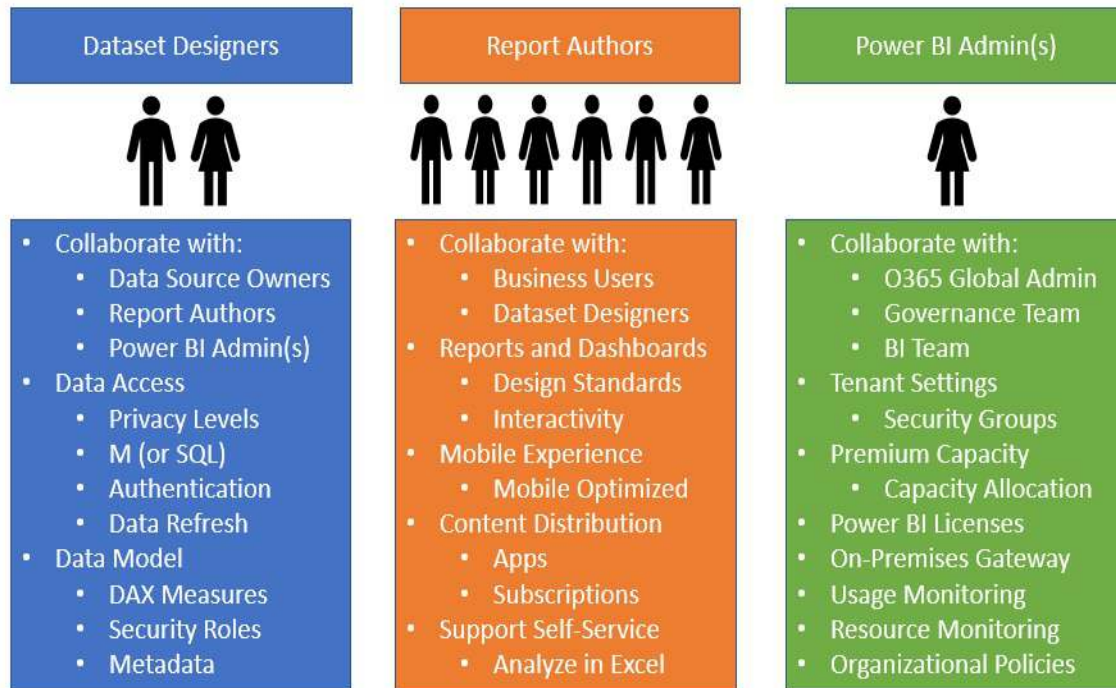 Dataset Designers
• Collaborate with:
• Data Source Owners
• Report Authors
• Power BI Admin(s)
• Data Access
• Privacy Levels
• M (or SQL)
• Authentication
• Data Refresh
• Data Model
• DAX Measures
• Security Roles
• Metadata
Report Authors
• Collaborate with:
• Business Users
• Dataset Designers
• Reports and Dashboards
• Design Standards
• Interactivity
• Mobile Experience
• Mobile Optimized
• Content Distribution
• Apps
• Subscriptions
• Support Self-Service
• Analyze in Excel
Power BI Admin(s)
• Collaborate with:
• O365 Global Admin
• Governance Team
• BI Team
• Tenant Settings
• Security Groups
• Premium Capacity
• Capacity Allocation
• Power BI Licenses
• On-Premises Gateway
• Usage Monitoring
• Resource Monitoring
• Organizational Policies